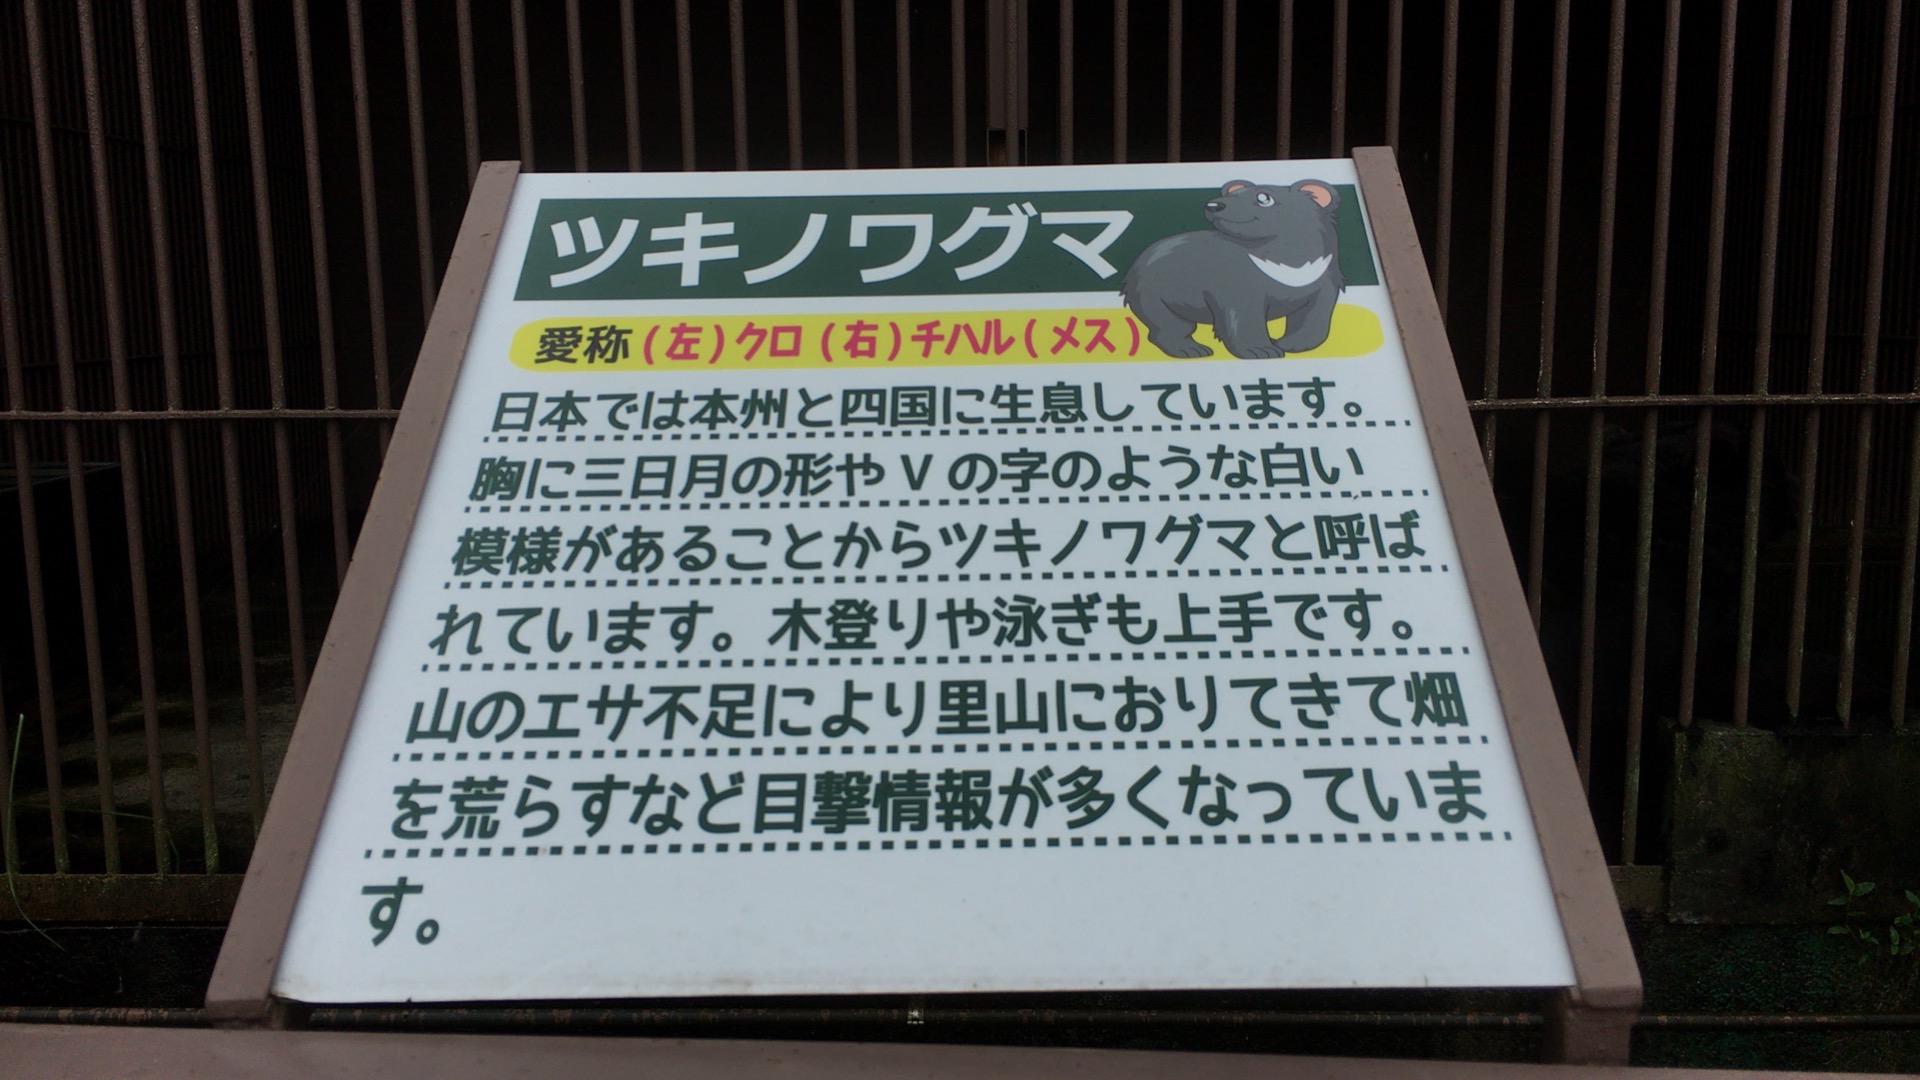 ツキノワグマ
愛称(左)クロ(右)チハル(メス)
日本では本州と四国に生息しています。
胸に三日月の形やVの字のような白い
模様があることからツキノワグマと呼ば
れています。木登りや泳ぎも上手です。
山のエサ不足により里山におりてきて畑
を荒らすなど目撃情報が多くなっていま
す。